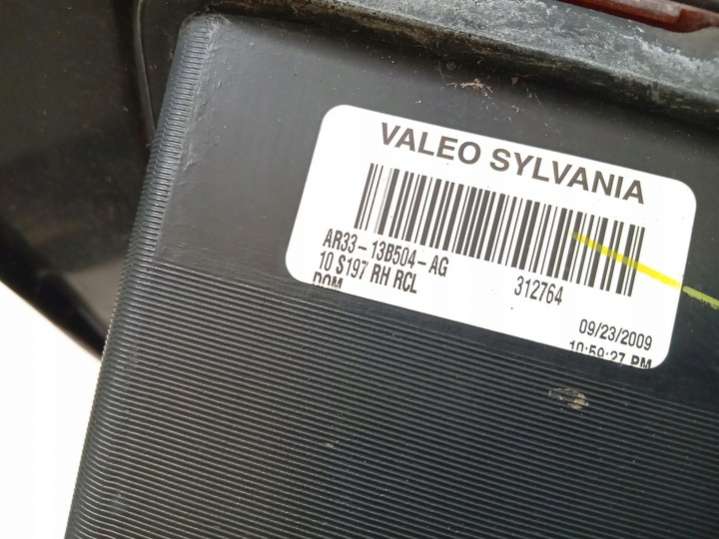 VALEO SYLVANIA
AR33-13B504-AG
312764
10 S197 RH RCL
DOM
09/23/2009
10:59:27 PM